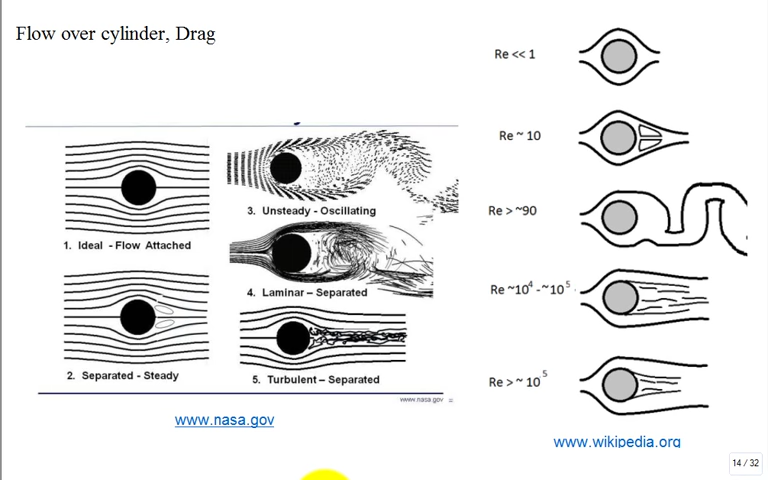 Flow over cylinder, Drag
1. Ideal - Flow Attached
2. Separated - Steady
3. Unsteady - Oscillating
4. Laminar – Separated
5. Turbulent – Separated
www.nasa.gov
www.nasa.gov
Re << 1
Re ~ 10
Re > ~90
Re ~10⁴ - ~10⁵
Re > ~ 10⁵
www.wikipedia.org
14 / 32